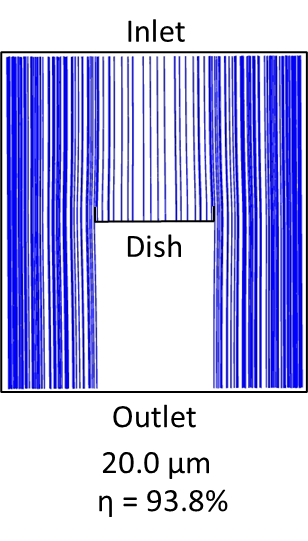 Inlet
Dish
Outlet
20.0 µm
η = 93.8%